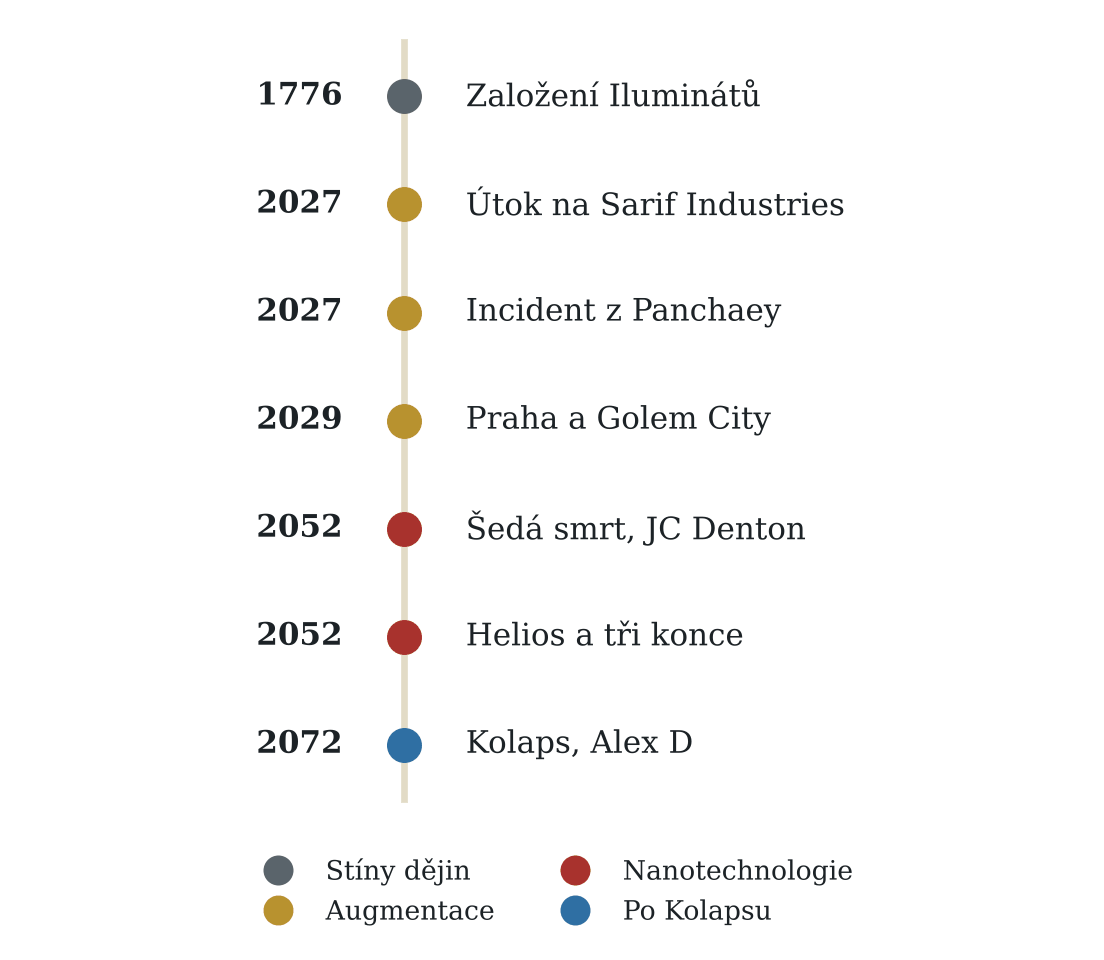 1776 Založení Iluminátů
2027 Útok na Sarif Industries
2027 Incident z Panchaey
2029 Praha a Golem City
2052 Šedá smrt, JC Denton
2052 Helios a tři konce
2072 Kolaps, Alex D
Stíny dějin Nanotechnologie
Augmentace Po Kolapsu